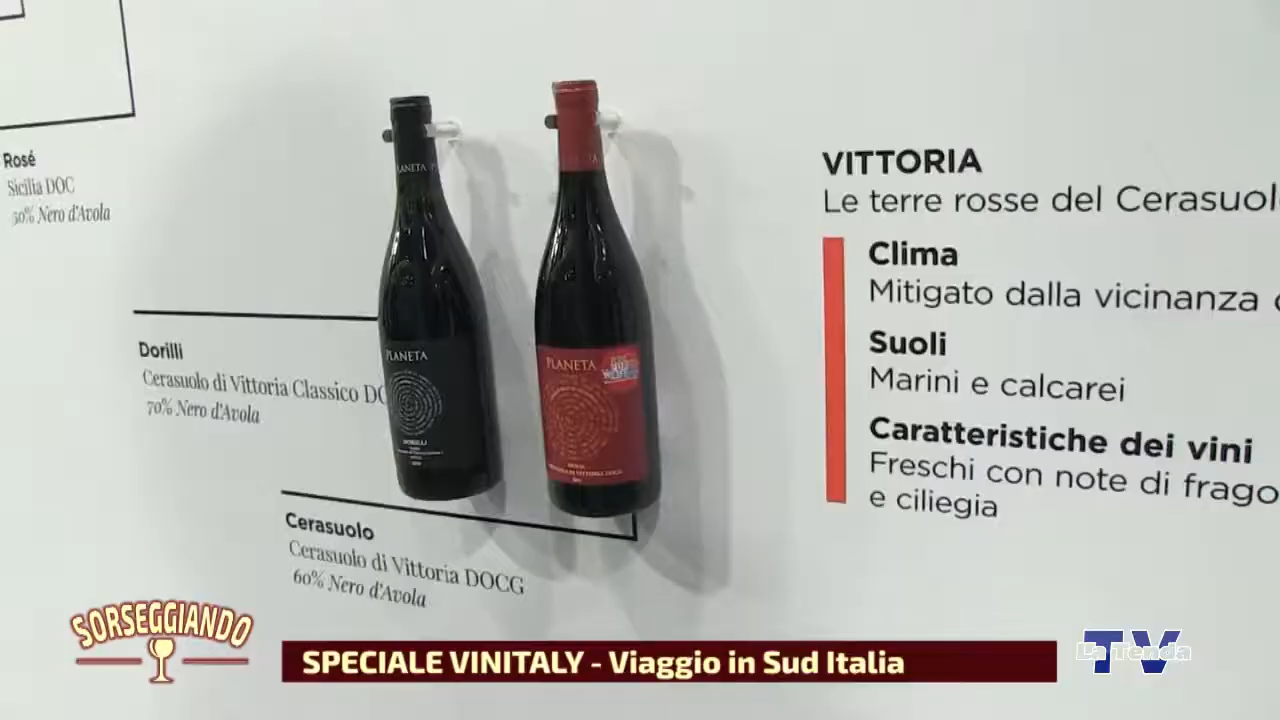 Rosé
Sicilia DOC
50% Nero d'Avola
Dorilli
Cerasuolo di Vittoria Classico DO
70% Nero d'Avola
Cerasuolo
Cerasuolo di Vittoria DOCG
60% Nero d'Avola
PLANETA
PLANETA
DORILLI
PLANETA
VITTORIA
Le terre rosse del Cerasuol
Clima
Mitigato dalla vicinanza
Suoli
Marini e calcarei
Caratteristiche dei vini
Freschi con note di frago
e ciliegia
SORSEGGIANDO
SPECIALE VINITALY - Viaggio in Sud Italia
TV
La Tenda